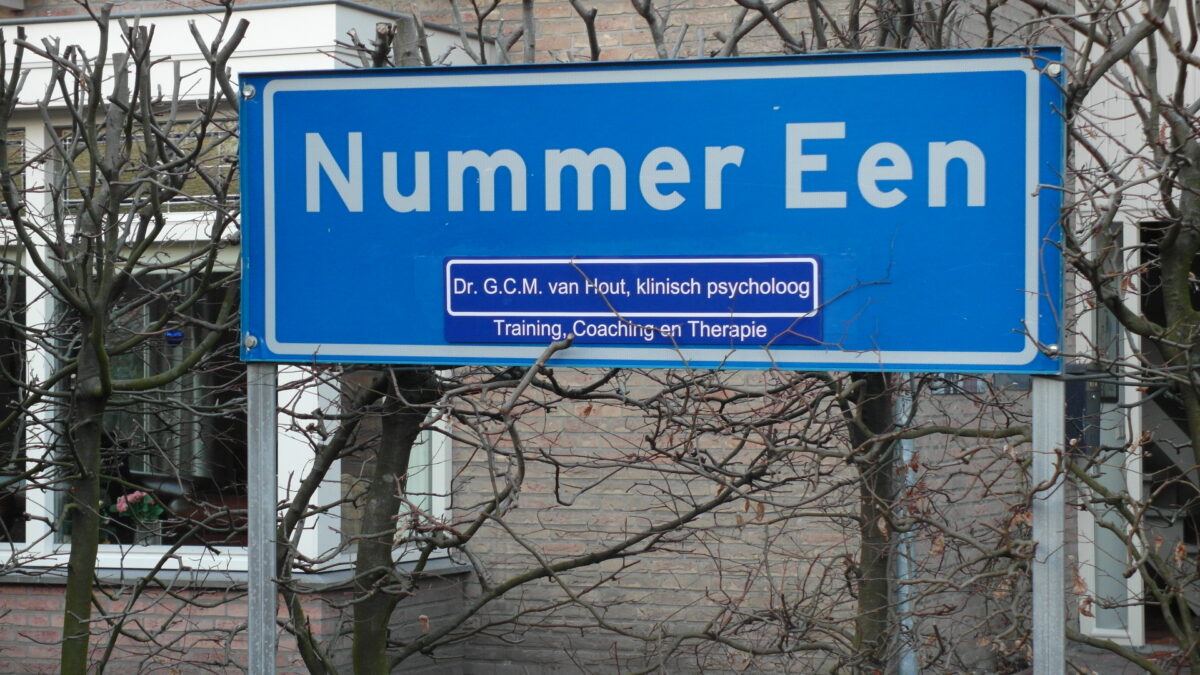 Nummer Een
Dr. G.C.M. van Hout, klinisch psycholoog
Training, Coaching en Therapie